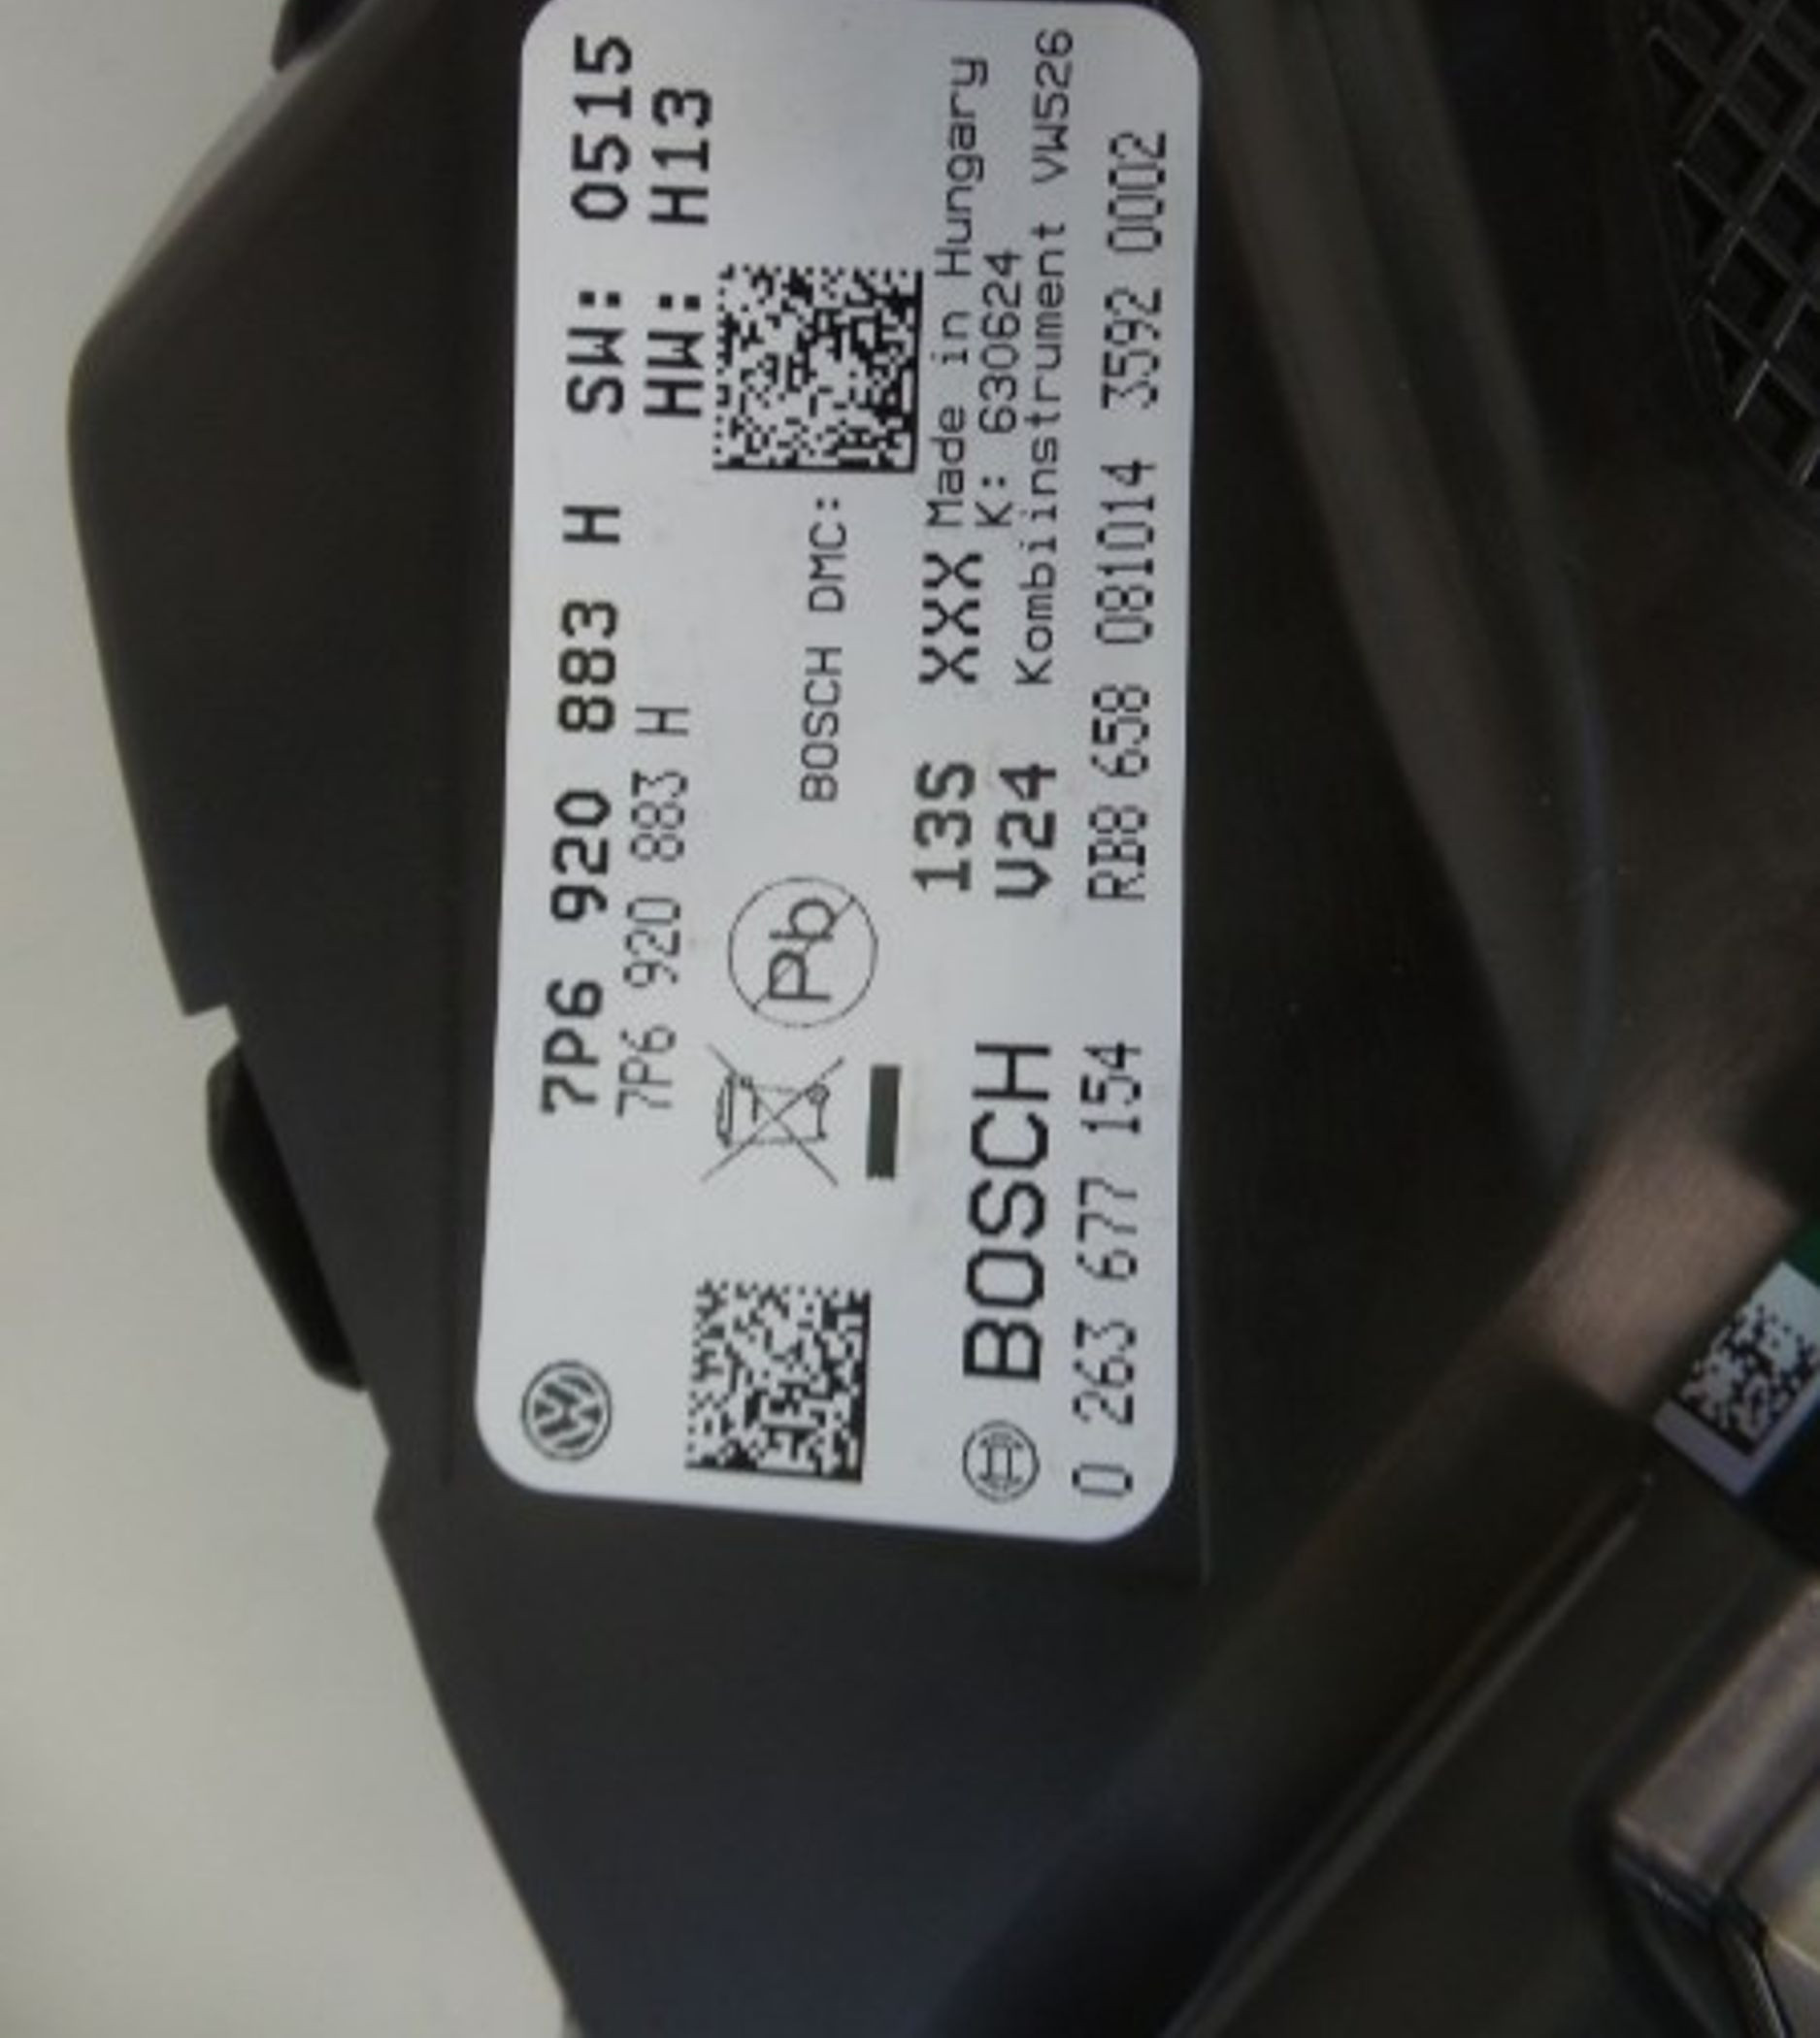 7P6 920 883 H SW: 0515
7P6 920 883 H HW: H13
Pb
BOSCH DMC:
13S XXX Made in Hungary
K: 630624
V24 Kombiinstrument VW526
BOSCH
0 263 677 154 RB8 658 081014 3592 0002